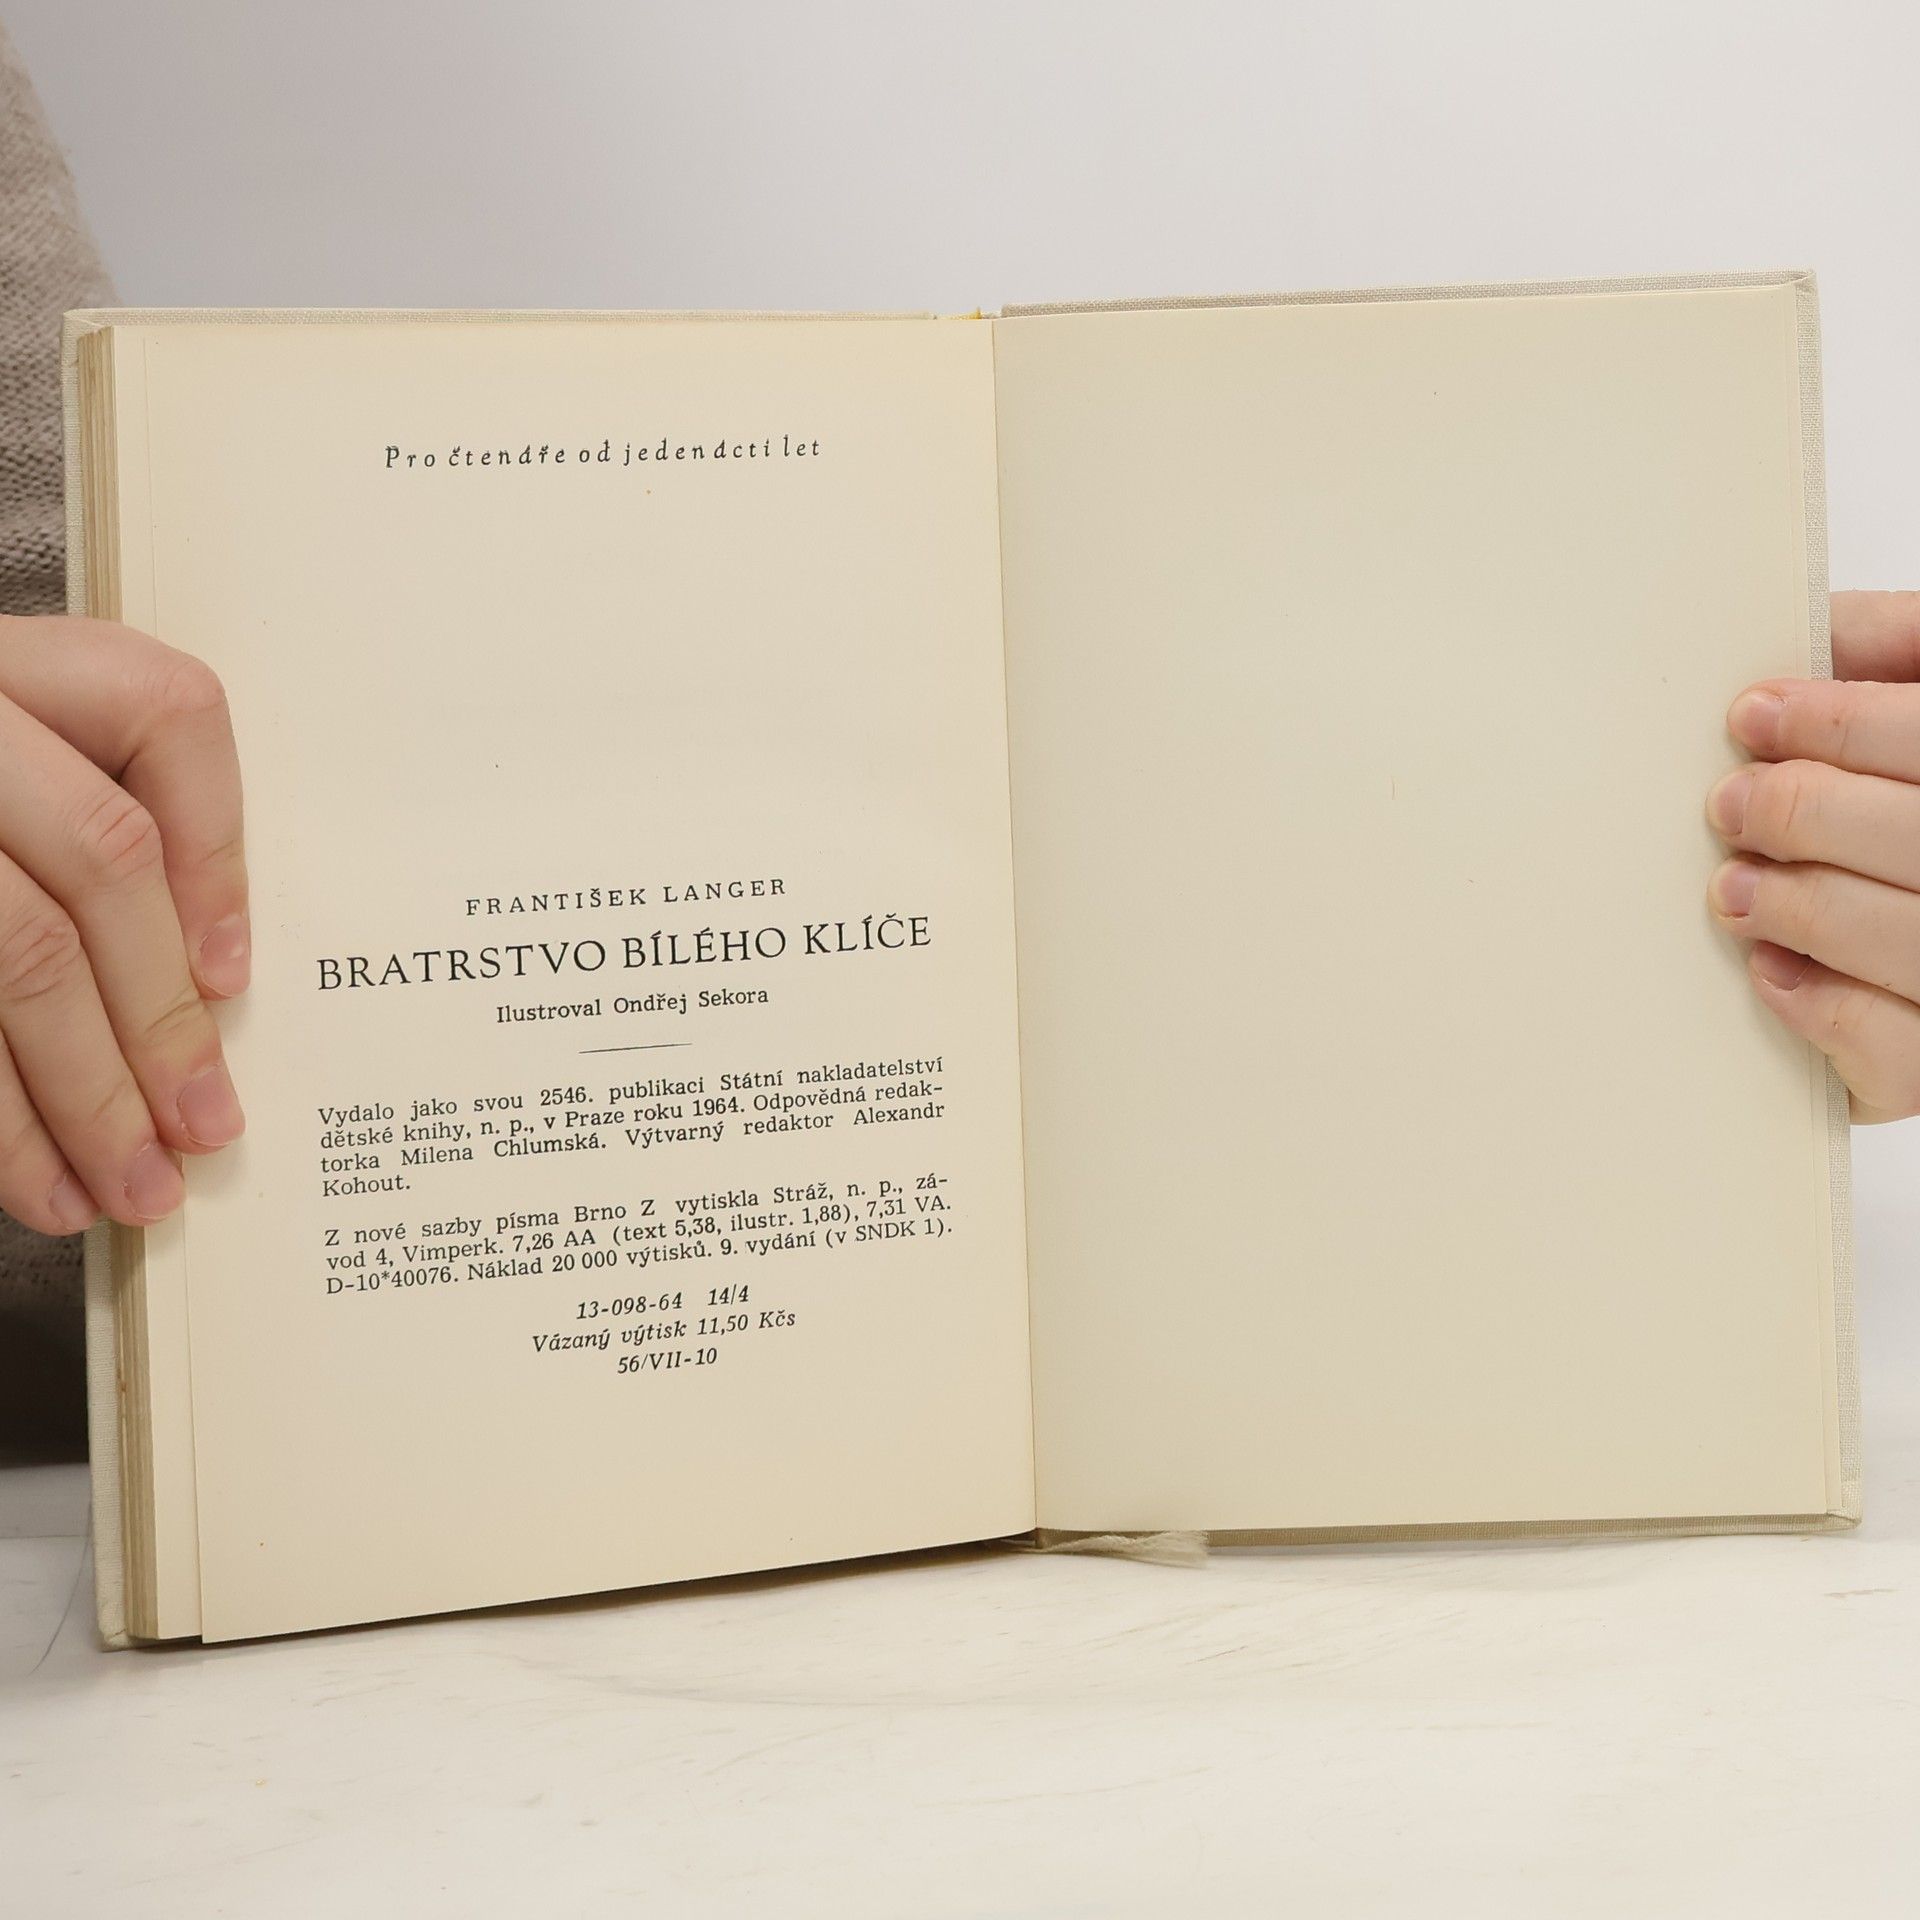 Pro čtenáře od jedenácti let
FRANTIŠEK LANGER
BRATRSTVO BÍLÉHO KLÍČE
Ilustroval Ondřej Sekora
Vydalo jako svou 2546. publikaci Státní nakladatelství
dětské knihy, n. p., v Praze roku 1964. Odpovědná redak-
torka Milena Chlumská. Výtvarný redaktor Alexandr
Kohout.
Z nové sazby písma Brno Z vytiskla Stráž, n. p., zá-
vod 4, Vimperk. 7,26 AA (text 5,38, ilustr. 1,88), 7,31 VA.
D-10*40076. Náklad 20 000 výtisků. 9. vydání (v SNDK 1).
13-098-64 14/4
Vázaný výtisk 11,50 Kčs
56/VII-10